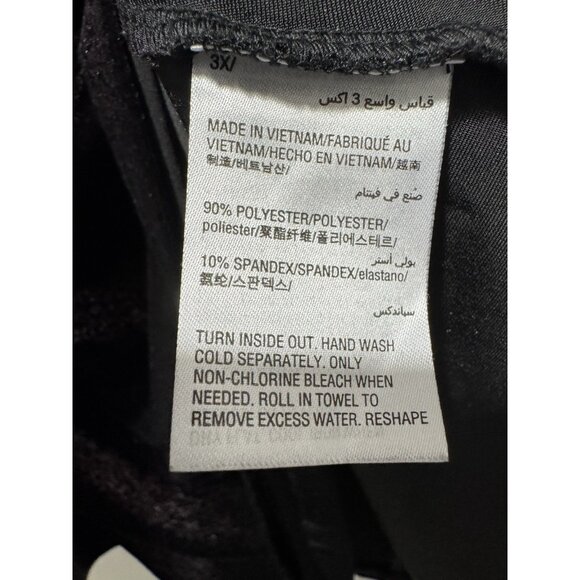 3X/
قياس واسع 3 اكس
MADE IN VIETNAM/FABRIQUÉ AU
VIETNAM/HECHO EN VIETNAM/越南
制造/베트남산/
صُنع في فيتنام
90% POLYESTER/POLYESTER/
poliester/聚酯纤维/폴리에스테르/
بولي أستر
10% SPANDEX/SPANDEX/elastano/
氨纶/스판덱스/
سباندكس
TURN INSIDE OUT. HAND WASH
COLD SEPARATELY. ONLY
NON-CHLORINE BLEACH WHEN
NEEDED. ROLL IN TOWEL TO
REMOVE EXCESS WATER. RESHAPE